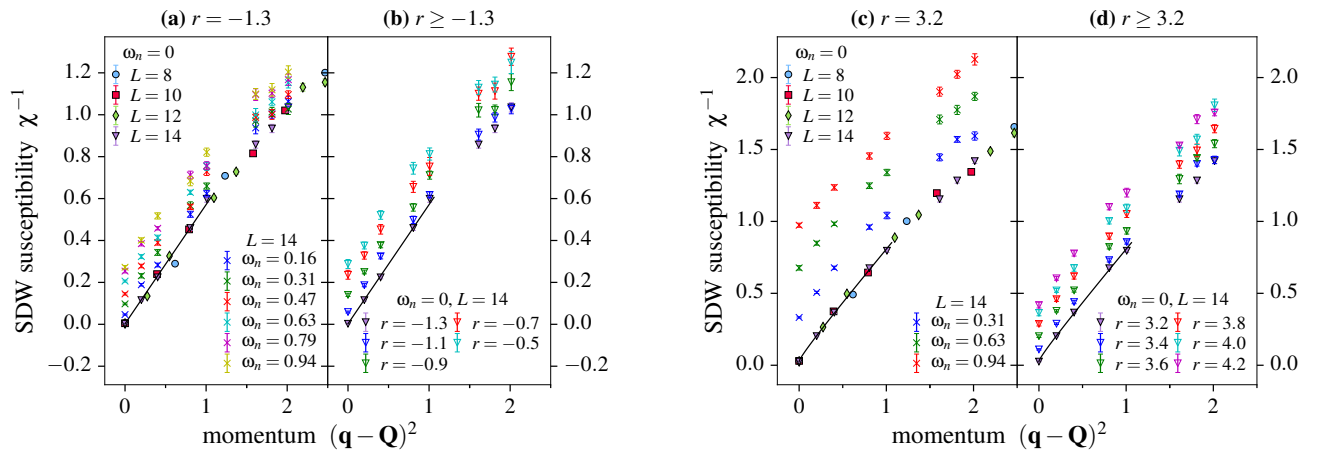 (a) r = −1.3
(b) r ≥ −1.3
SDW susceptibility χ⁻¹
1.2
1.0
0.8
0.6
0.4
0.2
0.0
−0.2
ωₙ = 0
L = 8
L = 10
L = 12
L = 14
L = 14
ωₙ = 0.16
ωₙ = 0.31
ωₙ = 0.47
ωₙ = 0.63
ωₙ = 0.79
ωₙ = 0.94
ωₙ = 0, L = 14
r = −1.3 r = −0.7
r = −1.1 r = −0.5
r = −0.9
1.2
1.0
0.8
0.6
0.4
0.2
0.0
−0.2
0 1 2 0 1 2
momentum (q − Q)²
(c) r = 3.2
(d) r ≥ 3.2
SDW susceptibility χ⁻¹
2.0
1.5
1.0
0.5
0.0
ωₙ = 0
L = 8
L = 10
L = 12
L = 14
L = 14
ωₙ = 0.31
ωₙ = 0.63
ωₙ = 0.94
ωₙ = 0, L = 14
r = 3.2 r = 3.8
r = 3.4 r = 4.0
r = 3.6 r = 4.2
2.0
1.5
1.0
0.5
0.0
0 1 2 0 1 2
momentum (q − Q)²